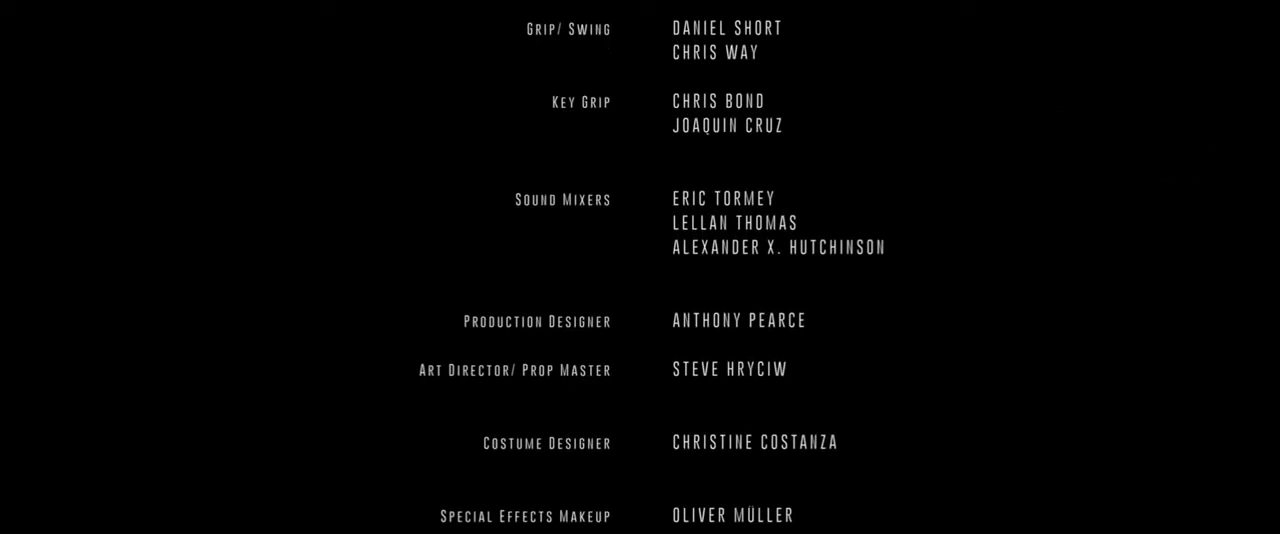 Grip/ Swing DANIEL SHORT
CHRIS WAY
Key Grip CHRIS BOND
JOAQUIN CRUZ
Sound Mixers ERIC TORMEY
LELLAN THOMAS
ALEXANDER X. HUTCHINSON
Production Designer ANTHONY PEARCE
Art Director/ Prop Master STEVE HRYCIW
Costume Designer CHRISTINE COSTANZA
Special Effects Makeup OLIVER MÜLLER